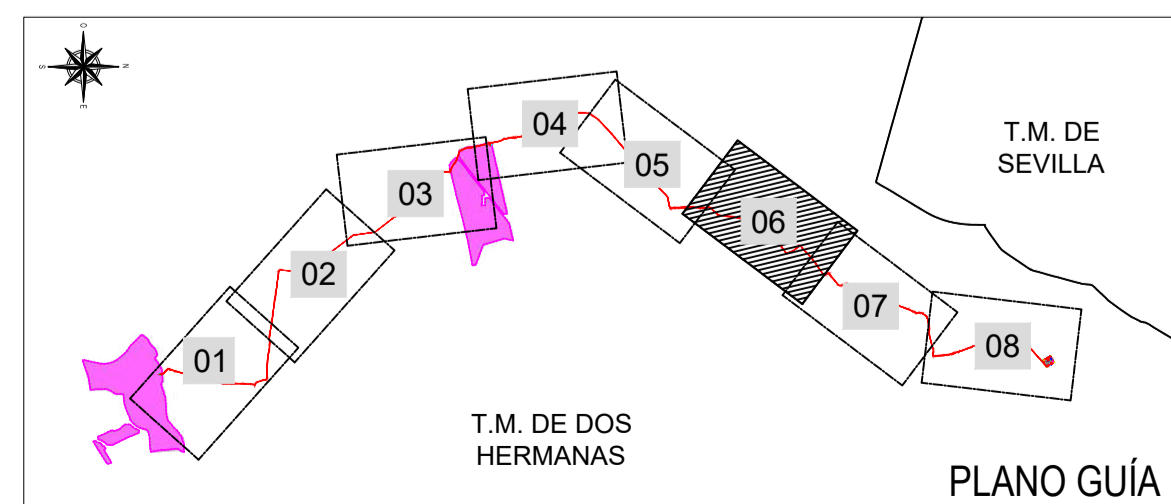 O
S
N
E
04
T.M. DE
SEVILLA
05
03
06
02
07
08
01
T.M. DE DOS
HERMANAS
PLANO GUÍA